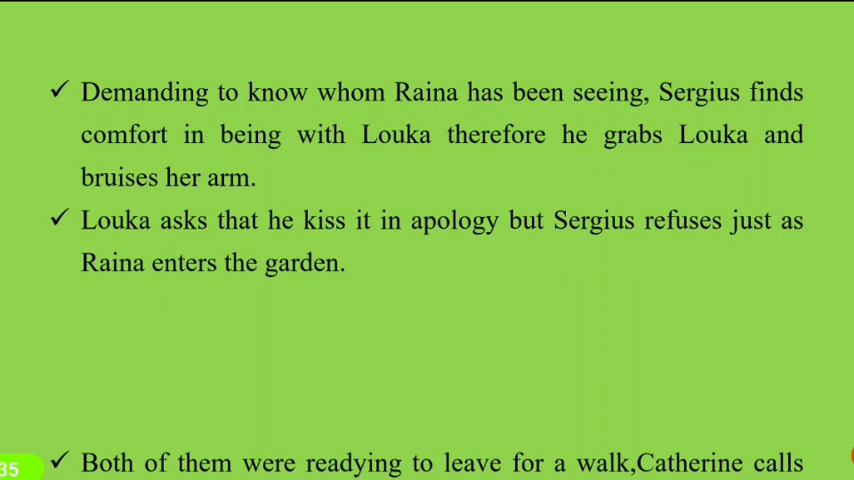 ✓ Demanding to know whom Raina has been seeing, Sergius finds
comfort in being with Louka therefore he grabs Louka and
bruises her arm.
✓ Louka asks that he kiss it in apology but Sergius refuses just as
Raina enters the garden.
35
✓ Both of them were readying to leave for a walk,Catherine calls